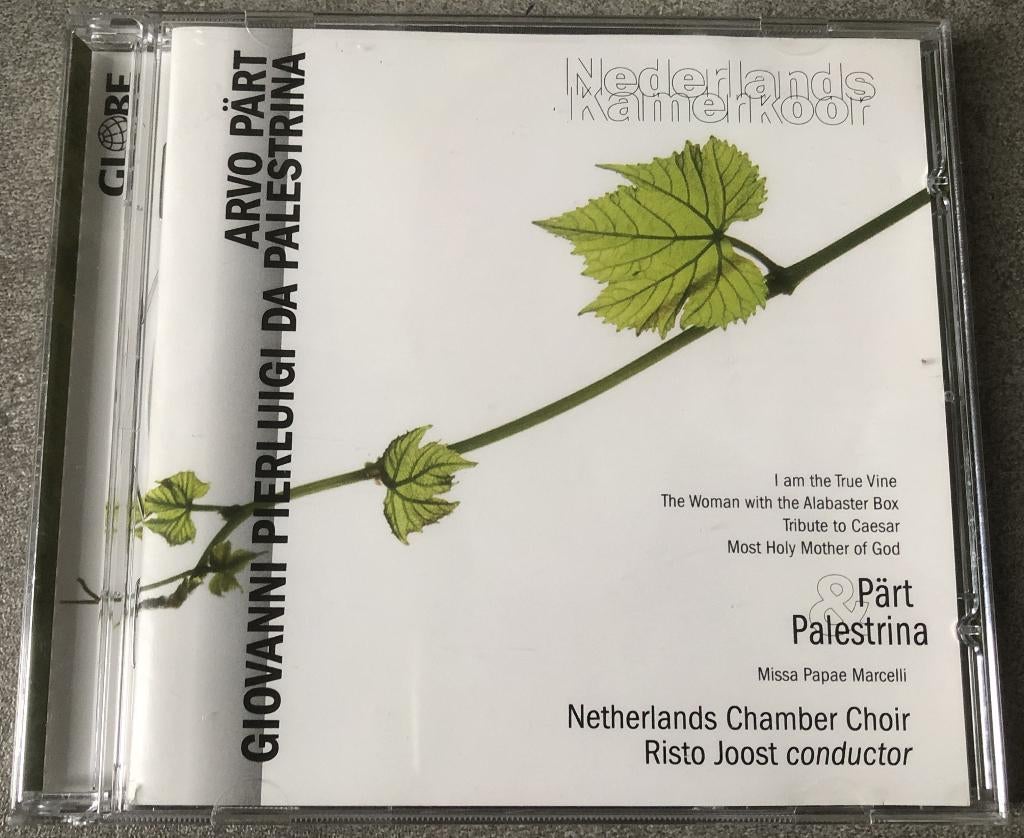 GLOBE
ARVO PÄRT
GIOVANNI PIERLUIGI DA PALESTRINA
Nederlands
Kamerkoor
I am the True Vine
The Woman with the Alabaster Box
Tribute to Caesar
Most Holy Mother of God
& Pärt
Palestrina
Missa Papae Marcelli
Netherlands Chamber Choir
Risto Joost conductor